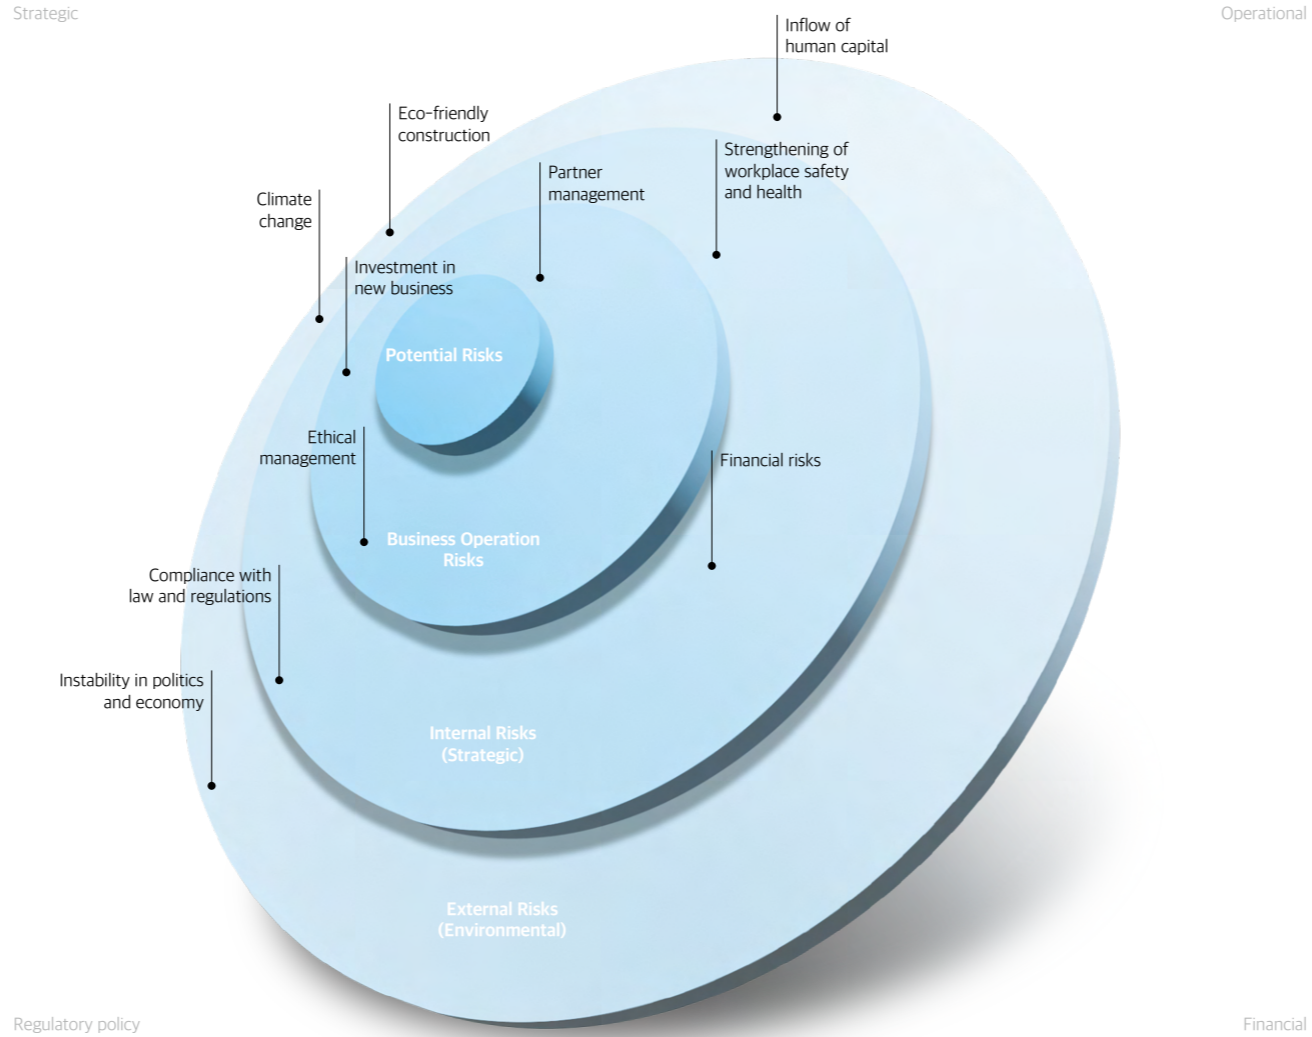 Strategic
Operational
Inflow of
human capital
Eco-friendly
construction
Strengthening of
workplace safety
and health
Partner
management
Climate
change
Investment in
new business
Potential Risks
Ethical
management
Financial risks
Business Operation
Risks
Compliance with
law and regulations
Instability in politics
and economy
Internal Risks
(Strategic)
External Risks
(Environmental)
Regulatory policy
Financial